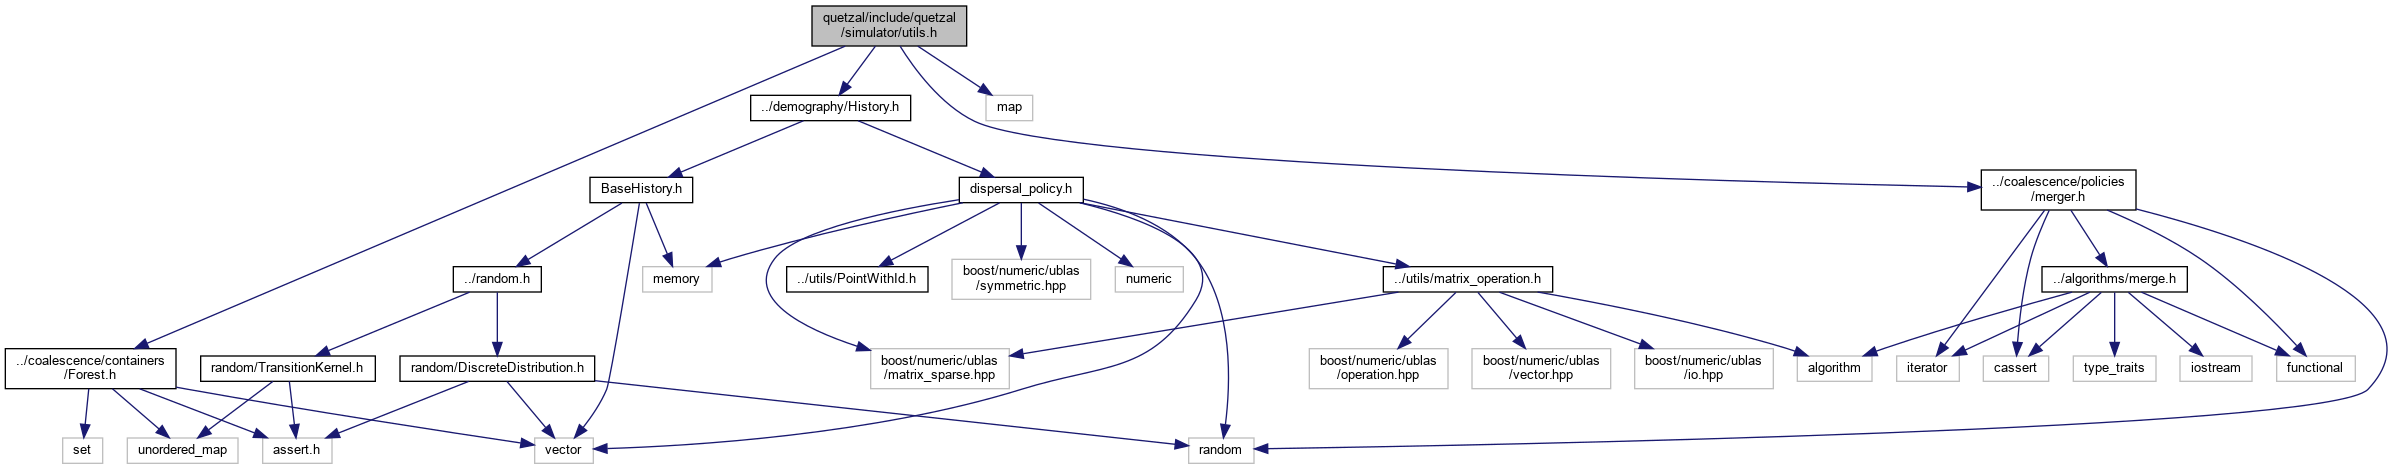 quetzal/include/quetzal
/simulator/utils.h
../demography/History.h
map
BaseHistory.h
dispersal_policy.h
../coalescence/policies
/merger.h
../random.h
memory
../utils/PointWithId.h
boost/numeric/ublas
/symmetric.hpp
numeric
../utils/matrix_operation.h
../algorithms/merge.h
../coalescence/containers
/Forest.h
random/TransitionKernel.h
random/DiscreteDistribution.h
boost/numeric/ublas
/matrix_sparse.hpp
boost/numeric/ublas
/operation.hpp
boost/numeric/ublas
/vector.hpp
boost/numeric/ublas
/io.hpp
algorithm
iterator
cassert
type_traits
iostream
functional
set
unordered_map
assert.h
vector
random